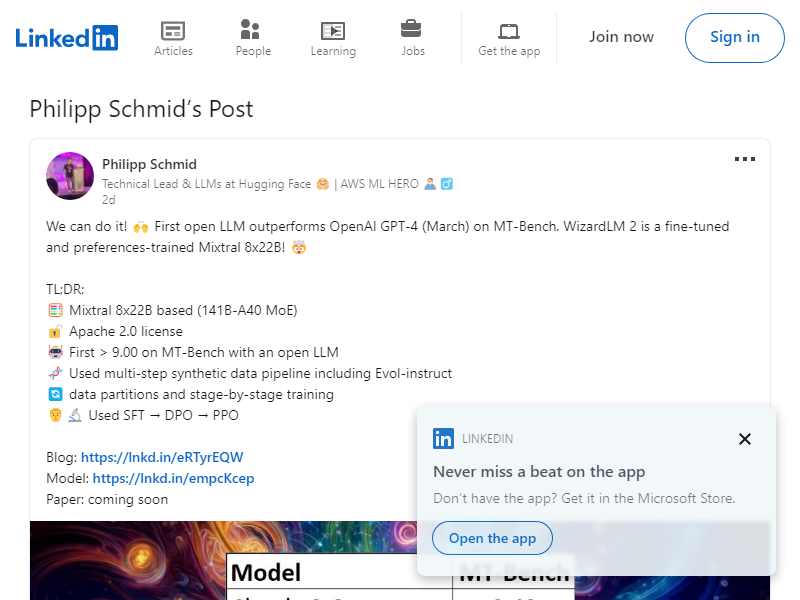 LinkedIn
Articles
People
Learning
Jobs
Get the app
Join now
Sign in
Philipp Schmid’s Post
Philipp Schmid
Technical Lead & LLMs at Hugging Face 🤗 | AWS ML HERO 🦸🏻‍♂️
2d
We can do it! 🙌 First open LLM outperforms OpenAI GPT-4 (March) on MT-Bench. WizardLM 2 is a fine-tuned
and preferences-trained Mixtral 8x22B! 🤯
TL;DR;
🧮 Mixtral 8x22B based (141B-A40 MoE)
🔓 Apache 2.0 license
🤖 First > 9.00 on MT-Bench with an open LLM
🧬 Used multi-step synthetic data pipeline including Evol-instruct
🔄 data partitions and stage-by-stage training
🧑‍🔬 Used SFT → DPO → PPO
Blog: https://lnkd.in/eRTyrEQW
Model: https://lnkd.in/empcKcep
Paper: coming soon
LINKEDIN
Never miss a beat on the app
Don’t have the app? Get it in the Microsoft Store.
Open the app
Model
MT-Bench